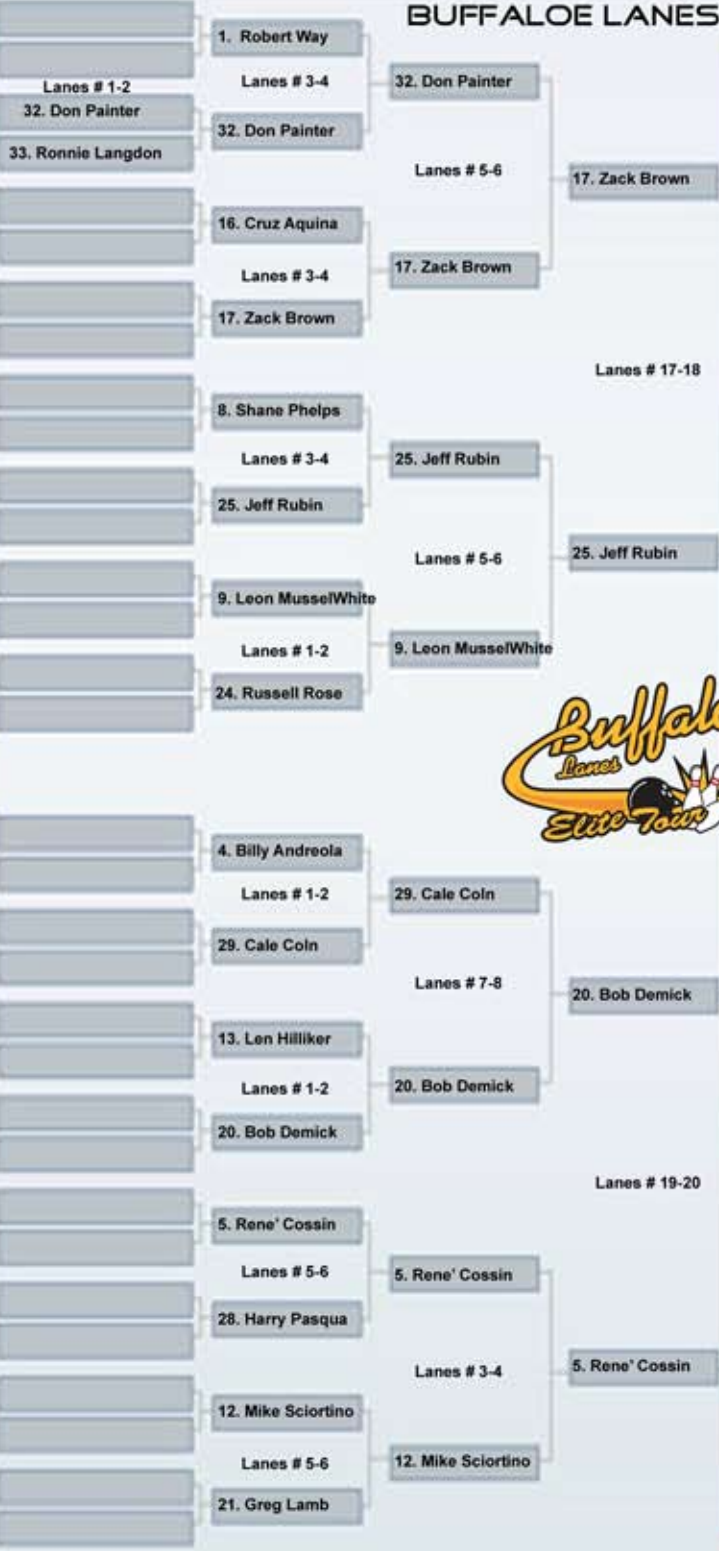 BUFFALOE LANES
1. Robert Way
Lanes # 1-2
Lanes # 3-4
32. Don Painter
32. Don Painter
32. Don Painter
33. Ronnie Langdon
Lanes # 5-6
17. Zack Brown
16. Cruz Aquina
Lanes # 3-4
17. Zack Brown
17. Zack Brown
Lanes # 17-18
8. Shane Phelps
Lanes # 3-4
25. Jeff Rubin
25. Jeff Rubin
Lanes # 5-6
25. Jeff Rubin
9. Leon MusselWhite
Lanes # 1-2
9. Leon MusselWhite
24. Russell Rose
Buffalo
Lanes
Elite Tour
4. Billy Andreola
Lanes # 1-2
29. Cale Coln
29. Cale Coln
Lanes # 7-8
20. Bob Demick
13. Len Hilliker
Lanes # 1-2
20. Bob Demick
20. Bob Demick
Lanes # 19-20
5. Rene' Cossin
Lanes # 5-6
5. Rene' Cossin
28. Harry Pasqua
Lanes # 3-4
5. Rene' Cossin
12. Mike Sciortino
Lanes # 5-6
12. Mike Sciortino
21. Greg Lamb